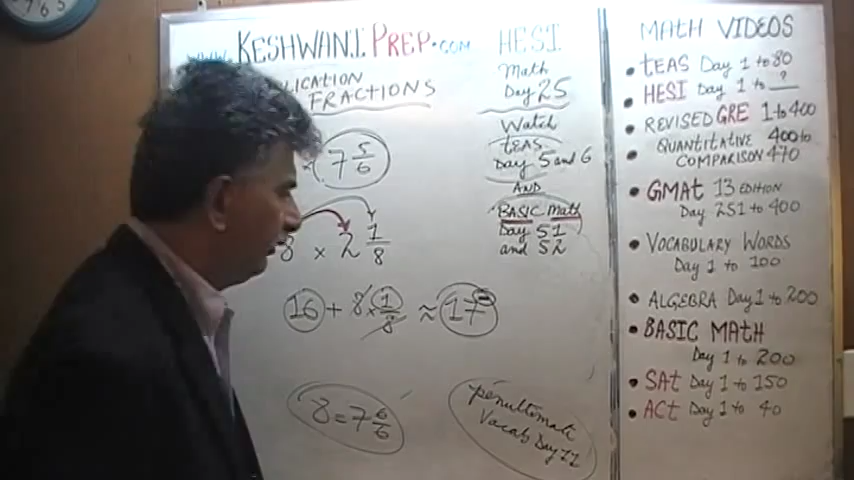 www.KESHWANIPREP.com
LICATION
FRACTIONS
7 5/6
8 × 2 1/8
16 + 8 × 1/8 ≈ 17
8 = 7 6/6
penultimate
Vocab Day 11
HESI
Math
Day 25
Watch
TEAS
Day 5 and 6
AND
BASIC Math
Day 51
and 52
MATH VIDEOS
• TEAS Day 1 to 80
• HESI Day 1 to ?
• REVISED GRE 1 to 400
• QUANTITATIVE 400 to
COMPARISON 470
• GMAT 13 EDITION
Day 251 to 400
• VOCABULARY WORDS
Day 1 to 100
• ALGEBRA Day 1 to 200
• BASIC MATH
Day 1 to 200
• SAT Day 1 to 150
• ACT Day 1 to 40